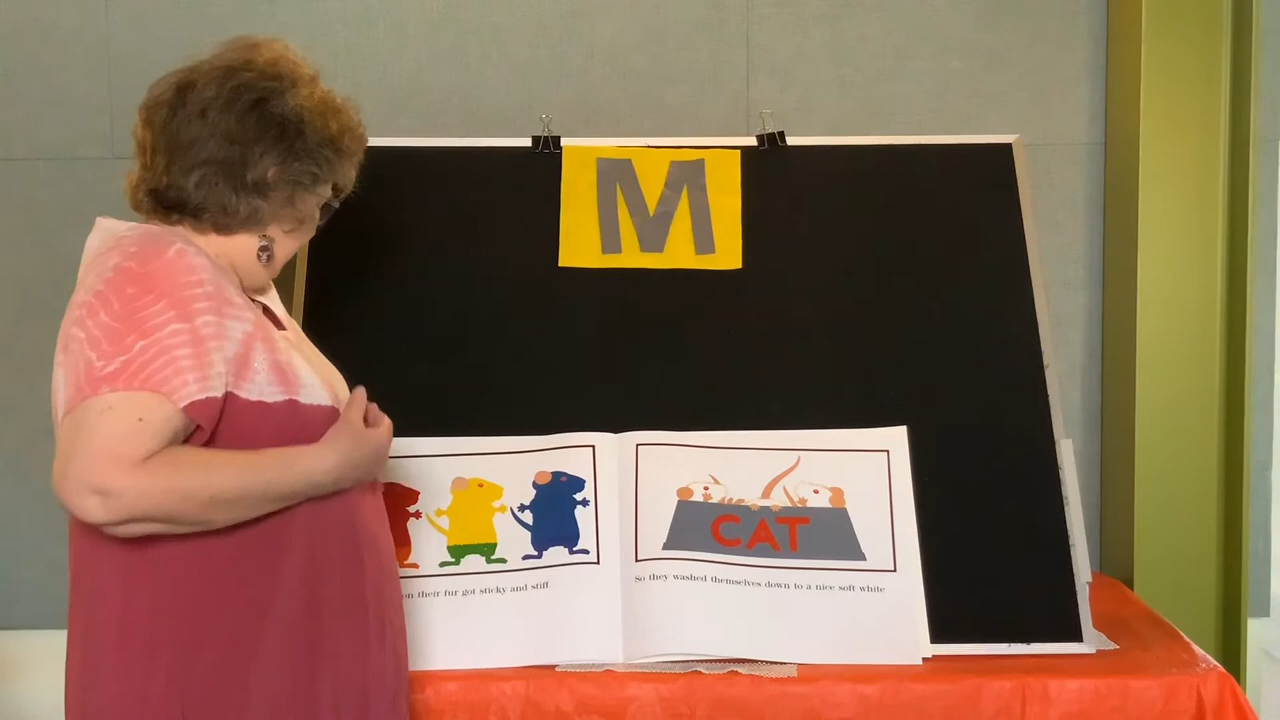 M
CAT
on their fur got sticky and stiff.
So they washed themselves down to a nice soft white